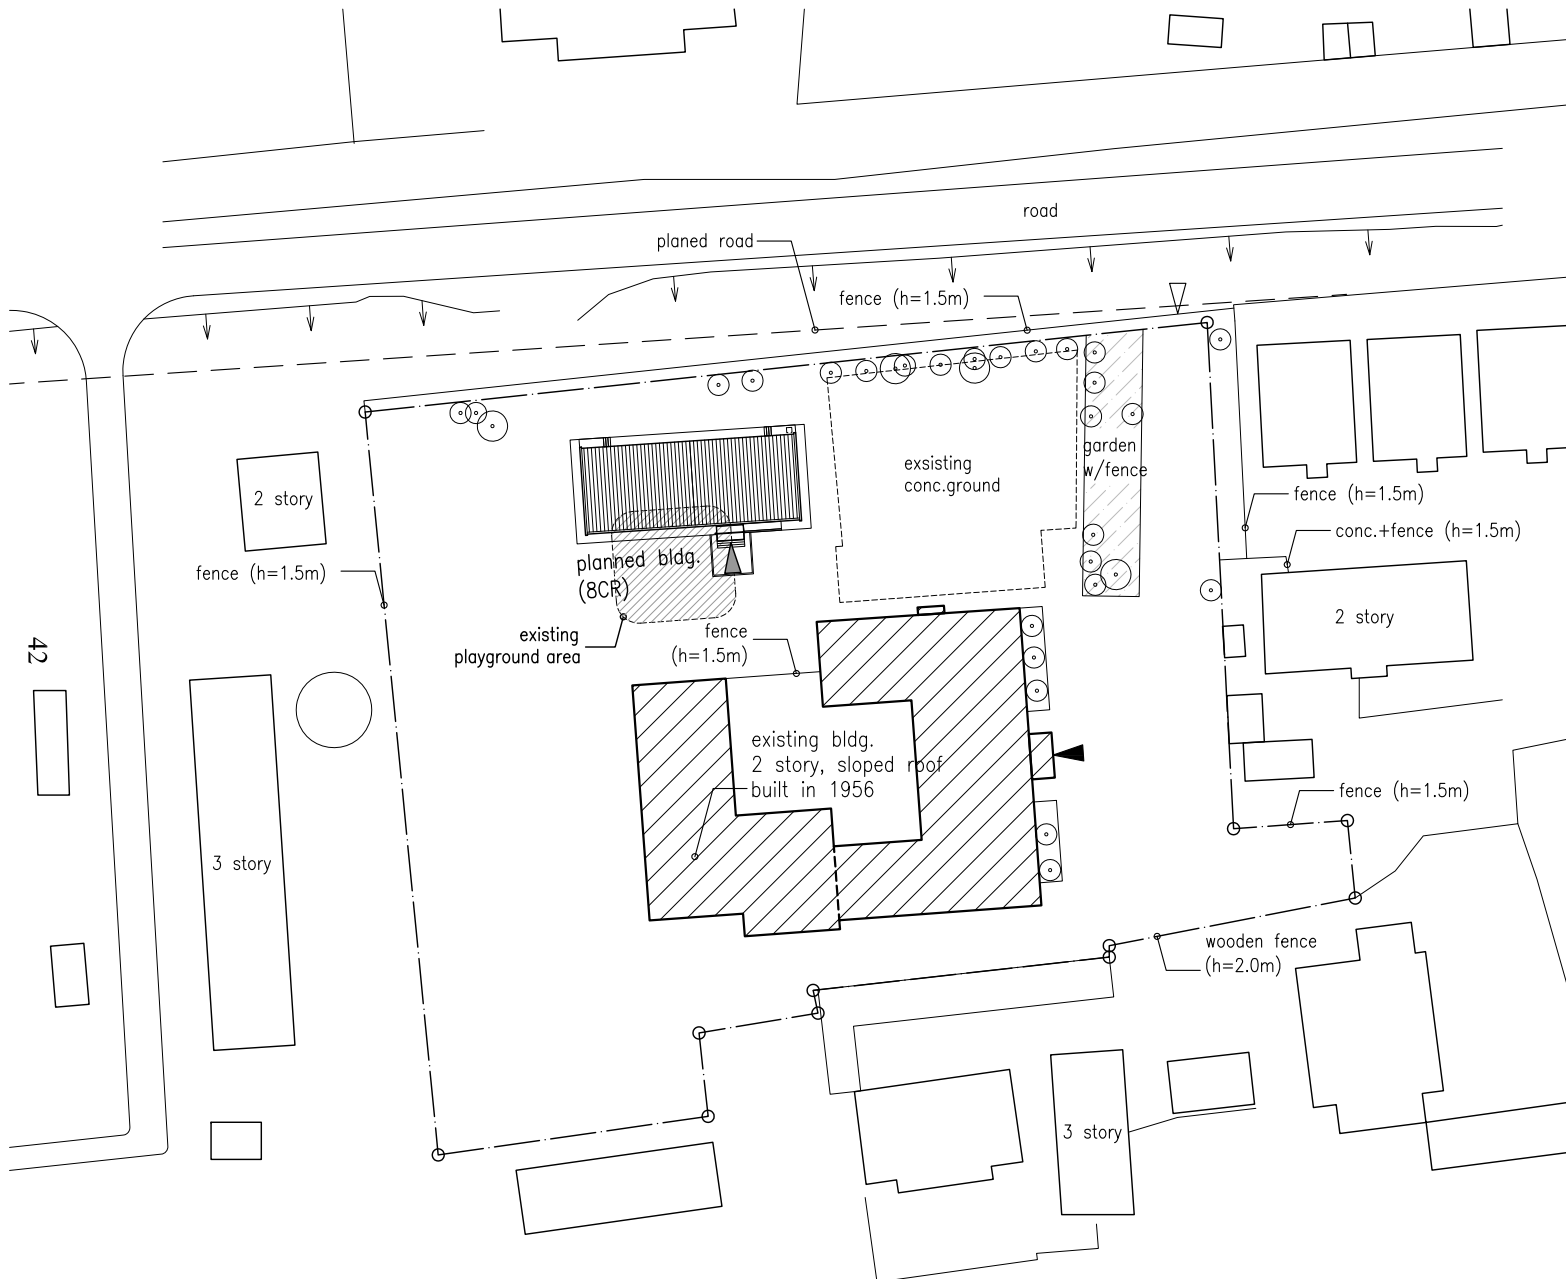 road
planed road
fence (h=1.5m)
garden
w/fence
exsisting
conc.ground
2 story
fence (h=1.5m)
conc.+fence (h=1.5m)
planned bldg.
(8CR)
fence (h=1.5m)
2 story
existing
playground area
fence
(h=1.5m)
42
existing bldg.
2 story, sloped roof
built in 1956
fence (h=1.5m)
3 story
wooden fence
(h=2.0m)
3 story